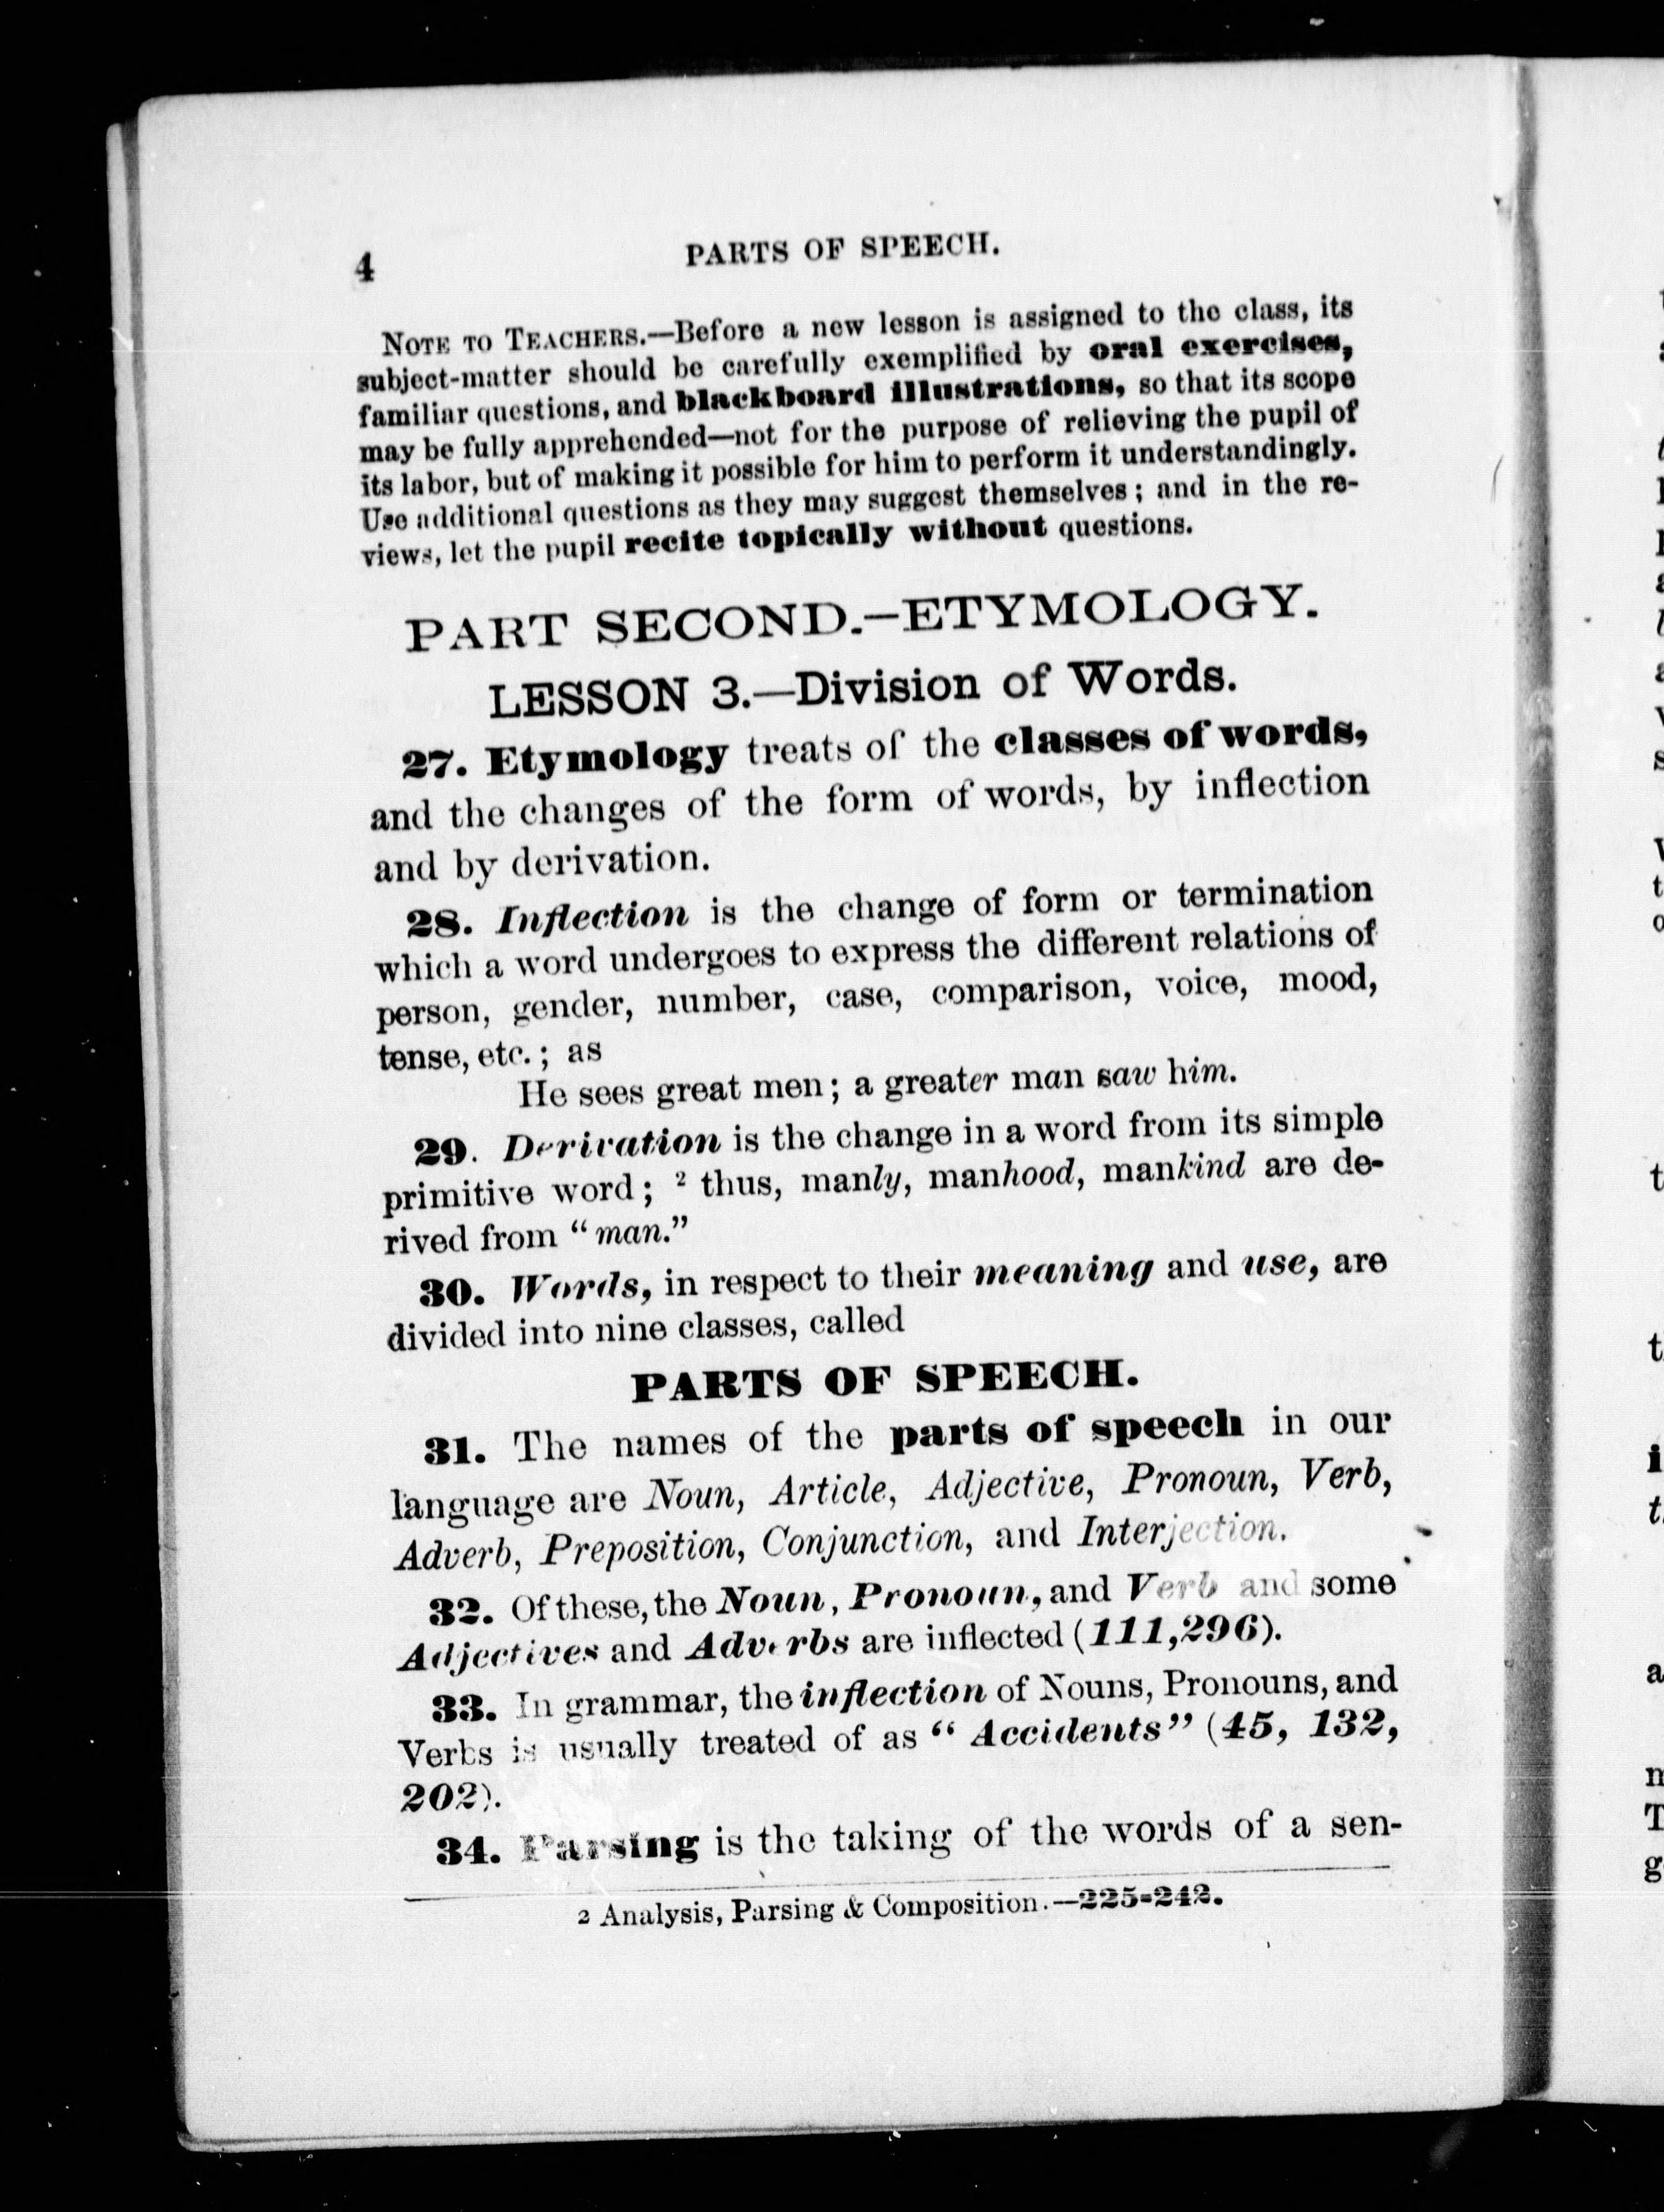 4
PARTS OF SPEECH.
NOTE TO TEACHERS.—Before a new lesson is assigned to the class, its
subject-matter should be carefully exemplified by oral exercises,
familiar questions, and blackboard illustrations, so that its scope
may be fully apprehended—not for the purpose of relieving the pupil of
its labor, but of making it possible for him to perform it understandingly.
Use additional questions as they may suggest themselves; and in the re-
views, let the pupil recite topically without questions.
PART SECOND.—ETYMOLOGY.
LESSON 3.—Division of Words.
27. Etymology treats of the classes of words,
and the changes of the form of words, by inflection
and by derivation.
28. Inflection is the change of form or termination
which a word undergoes to express the different relations of
person, gender, number, case, comparison, voice, mood,
tense, etc.; as
He sees great men; a greater man saw him.
29. Derivation is the change in a word from its simple
primitive word; 2 thus, manly, manhood, mankind are de-
rived from "man."
30. Words, in respect to their meaning and use, are
divided into nine classes, called
PARTS OF SPEECH.
31. The names of the parts of speech in our
language are Noun, Article, Adjective, Pronoun, Verb,
Adverb, Preposition, Conjunction, and Interjection.
32. Of these, the Noun, Pronoun, and Verb and some
Adjectives and Adverbs are inflected (111,296).
33. In grammar, the inflection of Nouns, Pronouns, and
Verbs is usually treated of as "Accidents" (45, 132,
202).
34. Parsing is the taking of the words of a sen-
2 Analysis, Parsing & Composition.—225-242.